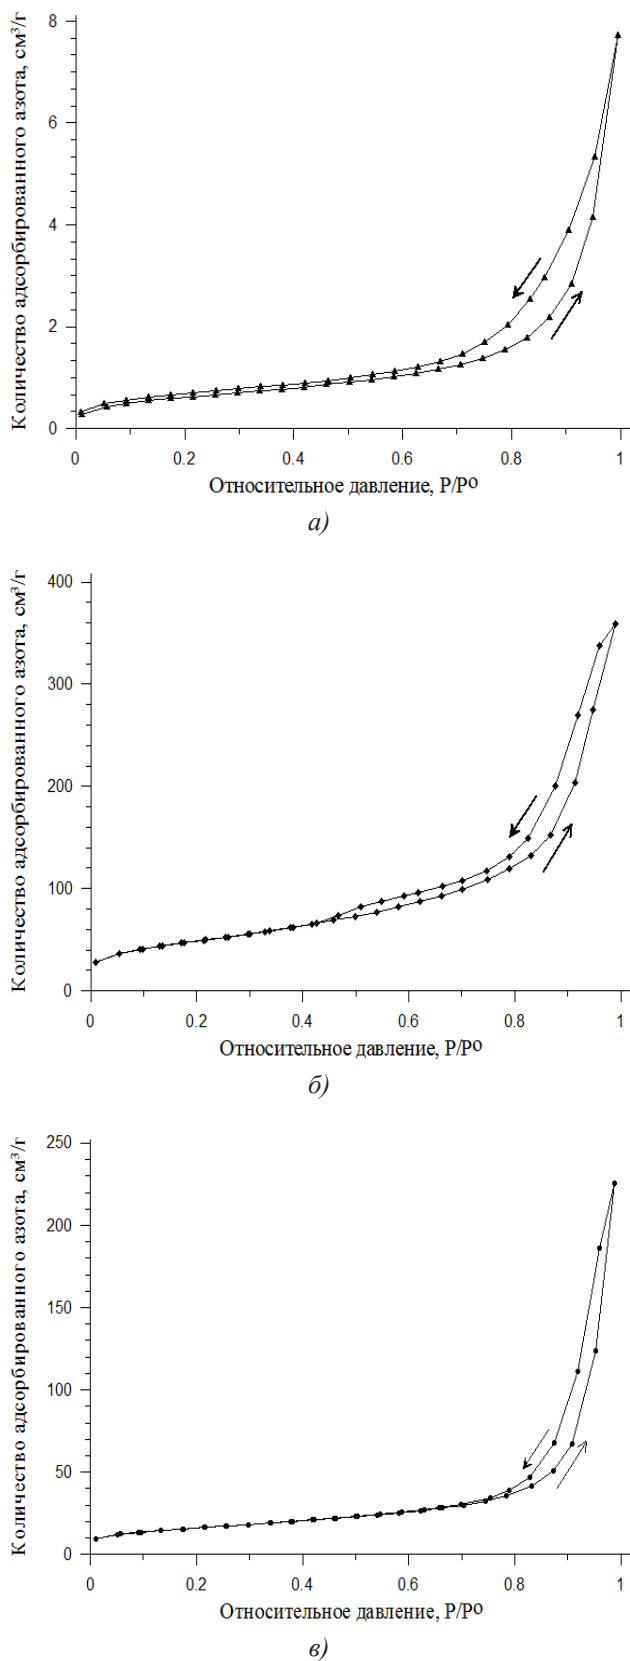 Количество адсорбированного азота, см³/г
8
6
4
2
0
0 0.2 0.4 0.6 0.8 1
Относительное давление, P/Pº
а)
Количество адсорбированного азота, см³/г
400
300
200
100
0
0 0.2 0.4 0.6 0.8 1
Относительное давление, P/Pº
б)
Количество адсорбированного азота, см³/г
250
200
150
100
50
0
0 0.2 0.4 0.6 0.8 1
Относительное давление, P/Pº
в)